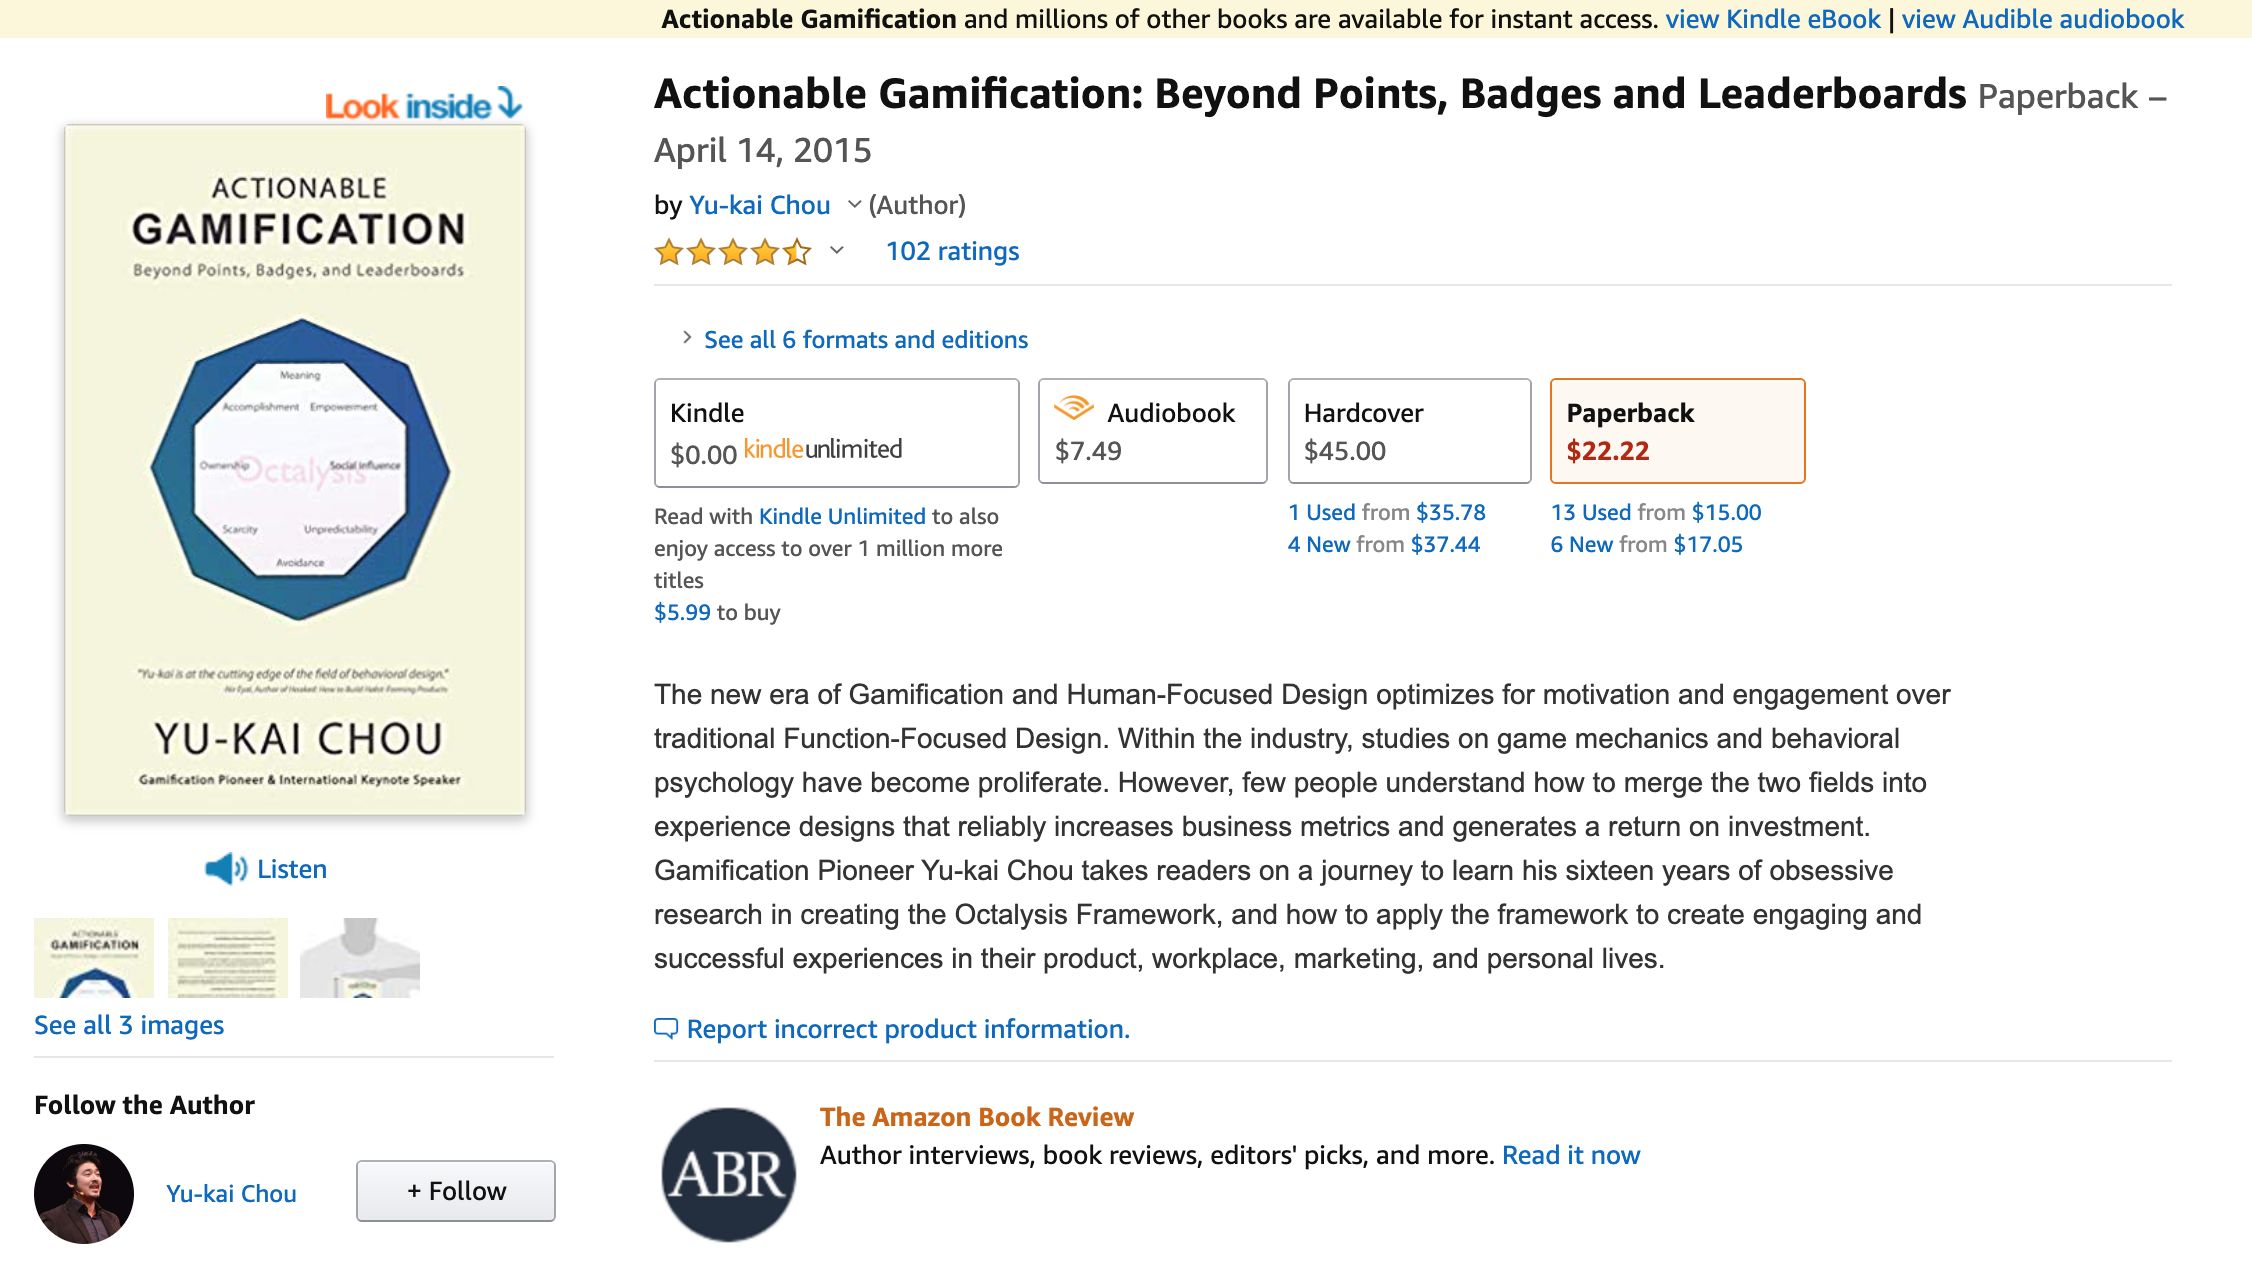 Actionable Gamification and millions of other books are available for instant access. view Kindle eBook | view Audible audiobook
Look inside
ACTIONABLE
GAMIFICATION
Beyond Points, Badges, and Leaderboards
Meaning
Accomplishment Empowerment
Ownership Octalysis Social Influence
Scarcity Unpredictability
Avoidance
"Yu-kai is at the cutting edge of the field of behavioral design."
Nir Eyal, Author of Hooked: How to Build Habit-Forming Products
YU-KAI CHOU
Gamification Pioneer & International Keynote Speaker
Listen
ACTIONABLE
GAMIFICATION
See all 3 images
Follow the Author
Yu-kai Chou
+ Follow
Actionable Gamification: Beyond Points, Badges and Leaderboards Paperback –
April 14, 2015
by Yu-kai Chou (Author)
102 ratings
See all 6 formats and editions
Kindle
$0.00 kindleunlimited
Read with Kindle Unlimited to also
enjoy access to over 1 million more
titles
$5.99 to buy
Audiobook
$7.49
Hardcover
$45.00
1 Used from $35.78
4 New from $37.44
Paperback
$22.22
13 Used from $15.00
6 New from $17.05
The new era of Gamification and Human-Focused Design optimizes for motivation and engagement over
traditional Function-Focused Design. Within the industry, studies on game mechanics and behavioral
psychology have become proliferate. However, few people understand how to merge the two fields into
experience designs that reliably increases business metrics and generates a return on investment.
Gamification Pioneer Yu-kai Chou takes readers on a journey to learn his sixteen years of obsessive
research in creating the Octalysis Framework, and how to apply the framework to create engaging and
successful experiences in their product, workplace, marketing, and personal lives.
Report incorrect product information.
ABR
The Amazon Book Review
Author interviews, book reviews, editors' picks, and more. Read it now